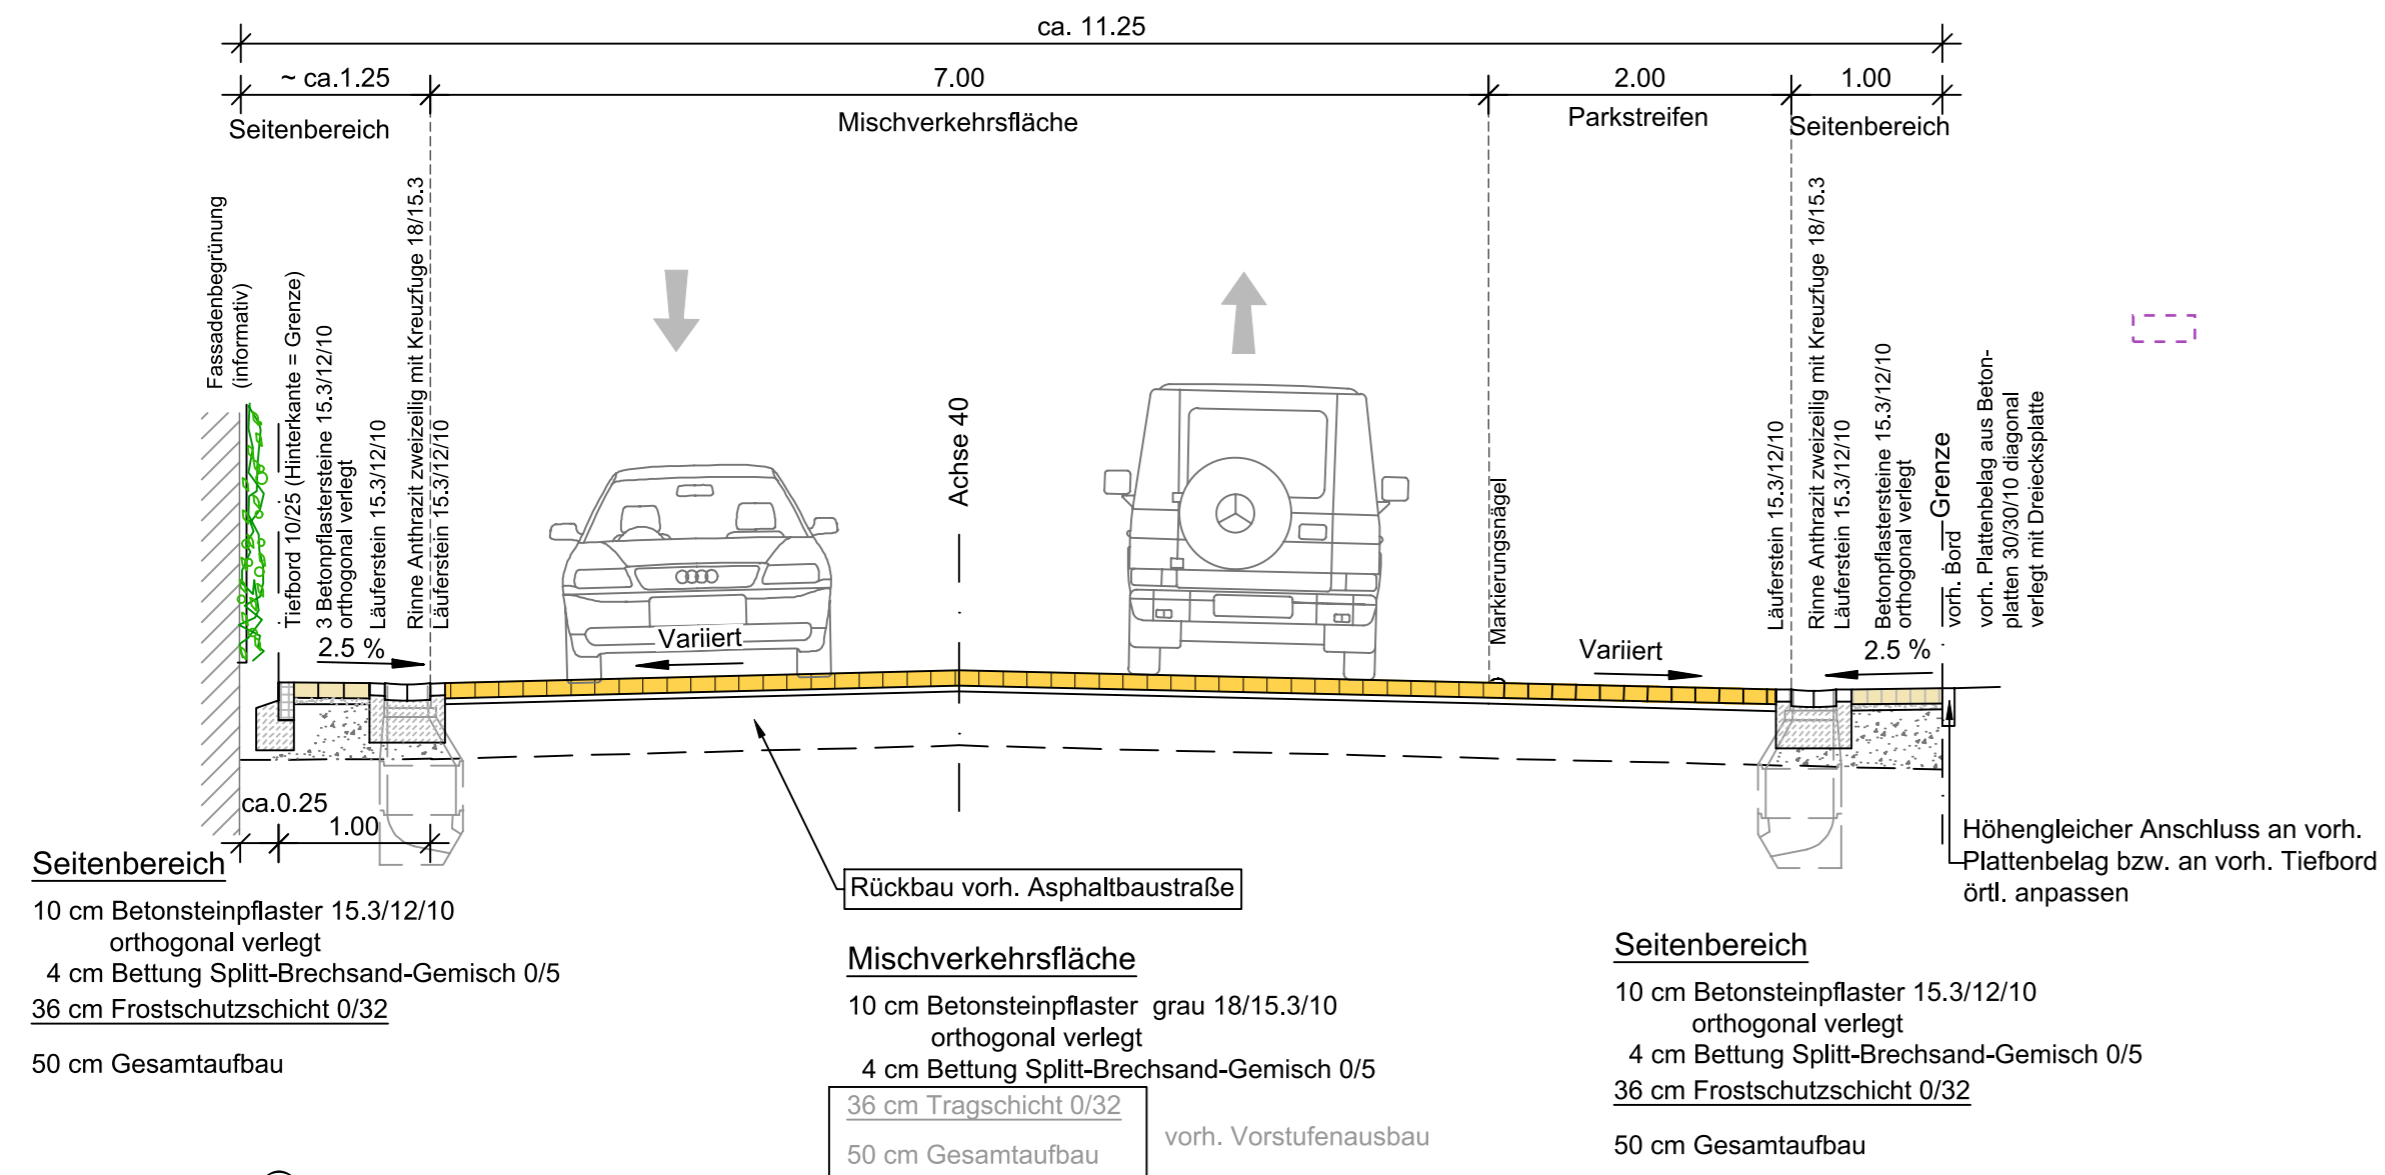 ca. 11.25
~ ca.1.25
7.00
2.00
1.00
Seitenbereich
Mischverkehrsfläche
Parkstreifen
Seitenbereich
Fassadenbegrünung
(informativ)
Tiefbord 10/25 (Hinterkante = Grenze)
3 Betonpflastersteine 15.3/12/10
orthogonal verlegt
Läuferstein 15.3/12/10
Rinne Anthrazit zweizeilig mit Kreuzfuge 18/15.3
Läuferstein 15.3/12/10
Achse 40
Markierungsnägel
Läuferstein 15.3/12/10
Rinne Anthrazit zweizeilig mit Kreuzfuge 18/15.3
Läuferstein 15.3/12/10
Betonpflastersteine 15.3/12/10
orthogonal verlegt
Grenze
vorh. Bord
vorh. Plattenbelag aus Beton-
platten 30/30/10 diagonal
verlegt mit Dreiecksplatte
2.5 %
Variiert
Variiert
2.5 %
ca.0.25
1.00
Rückbau vorh. Asphaltbaustraße
Höhengleicher Anschluss an vorh.
Plattenbelag bzw. an vorh. Tiefbord
örtl. anpassen
Seitenbereich
10 cm Betonsteinpflaster 15.3/12/10
orthogonal verlegt
4 cm Bettung Splitt-Brechsand-Gemisch 0/5
36 cm Frostschutzschicht 0/32
50 cm Gesamtaufbau
Mischverkehrsfläche
10 cm Betonsteinpflaster grau 18/15.3/10
orthogonal verlegt
4 cm Bettung Splitt-Brechsand-Gemisch 0/5
36 cm Tragschicht 0/32
50 cm Gesamtaufbau
vorh. Vorstufenausbau
Seitenbereich
10 cm Betonsteinpflaster 15.3/12/10
orthogonal verlegt
4 cm Bettung Splitt-Brechsand-Gemisch 0/5
36 cm Frostschutzschicht 0/32
50 cm Gesamtaufbau